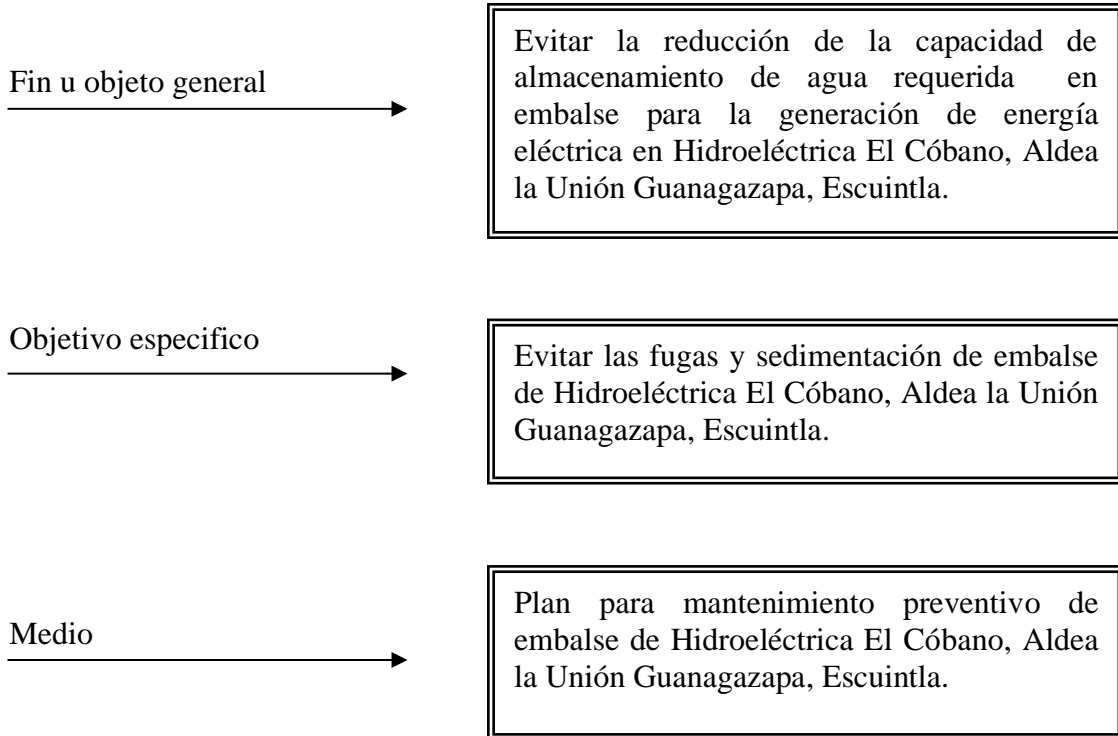 Fin u objeto general
Evitar la reducción de la capacidad de
almacenamiento de agua requerida en
embalse para la generación de energía
eléctrica en Hidroeléctrica El Cóbano, Aldea
la Unión Guanagazapa, Escuintla.
Objetivo especifico
Evitar las fugas y sedimentación de embalse
de Hidroeléctrica El Cóbano, Aldea la Unión
Guanagazapa, Escuintla.
Medio
Plan para mantenimiento preventivo de
embalse de Hidroeléctrica El Cóbano, Aldea
la Unión Guanagazapa, Escuintla.